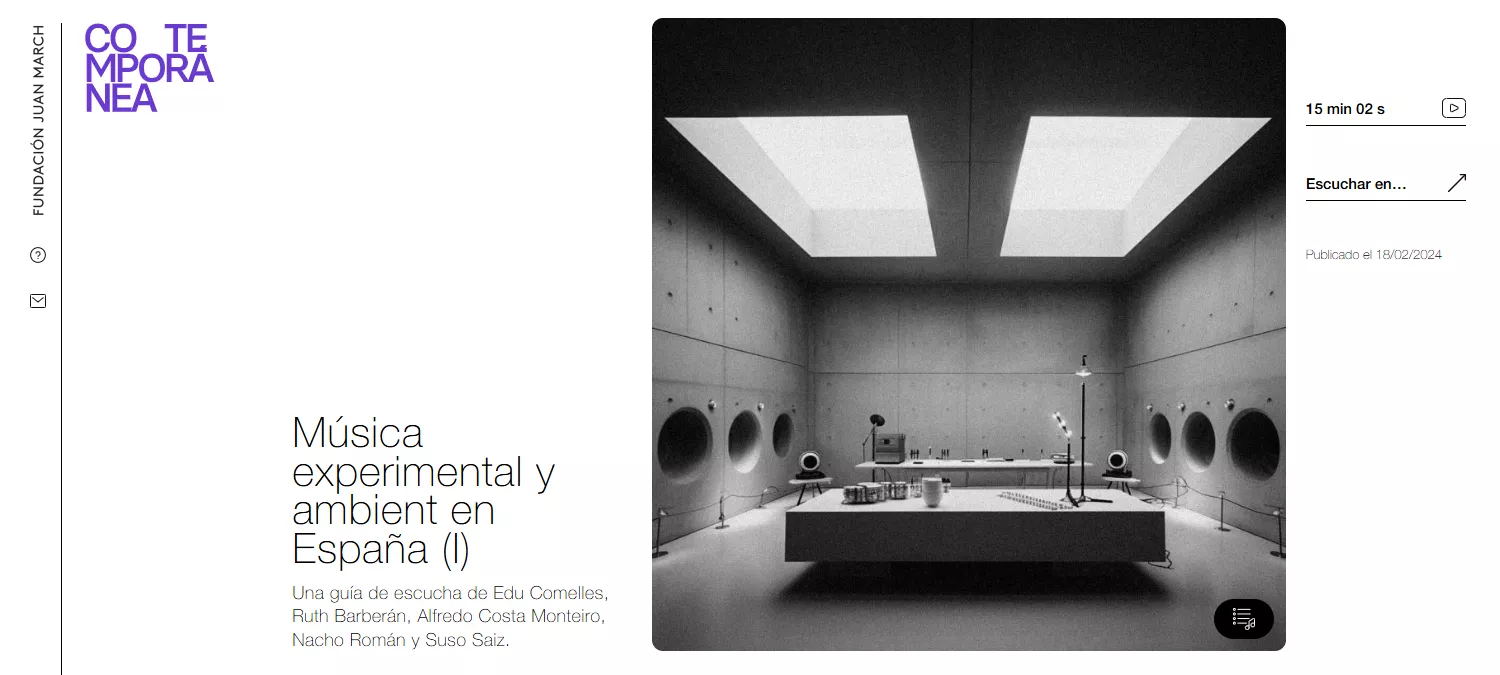 FUNDACIÓN JUAN MARCH
CO TE
MPORÁ
NEA
Música
experimental y
ambient en
España (I)
Una guía de escucha de Edu Comelles,
Ruth Barberán, Alfredo Costa Monteiro,
Nacho Román y Suso Saiz.
15 min 02 s
Escuchar en...
Publicado el 18/02/2024